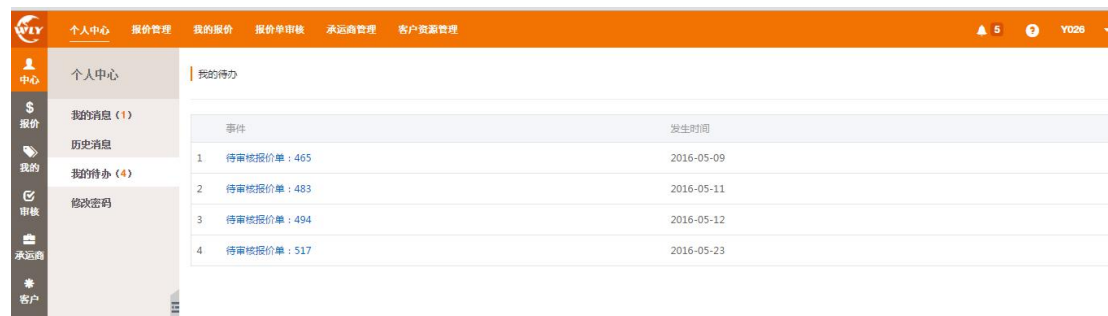 WLY 个人中心 报价管理 我的报价 报价单审核 承运商管理 客户资源管理 5 ? Y026
中心
$
报价
我的
审核
承运商
客户
个人中心
我的消息（1）
历史消息
我的待办（4）
修改密码
我的待办
事件 发生时间
1 待审核报价单：465 2016-05-09
2 待审核报价单：483 2016-05-11
3 待审核报价单：494 2016-05-12
4 待审核报价单：517 2016-05-23